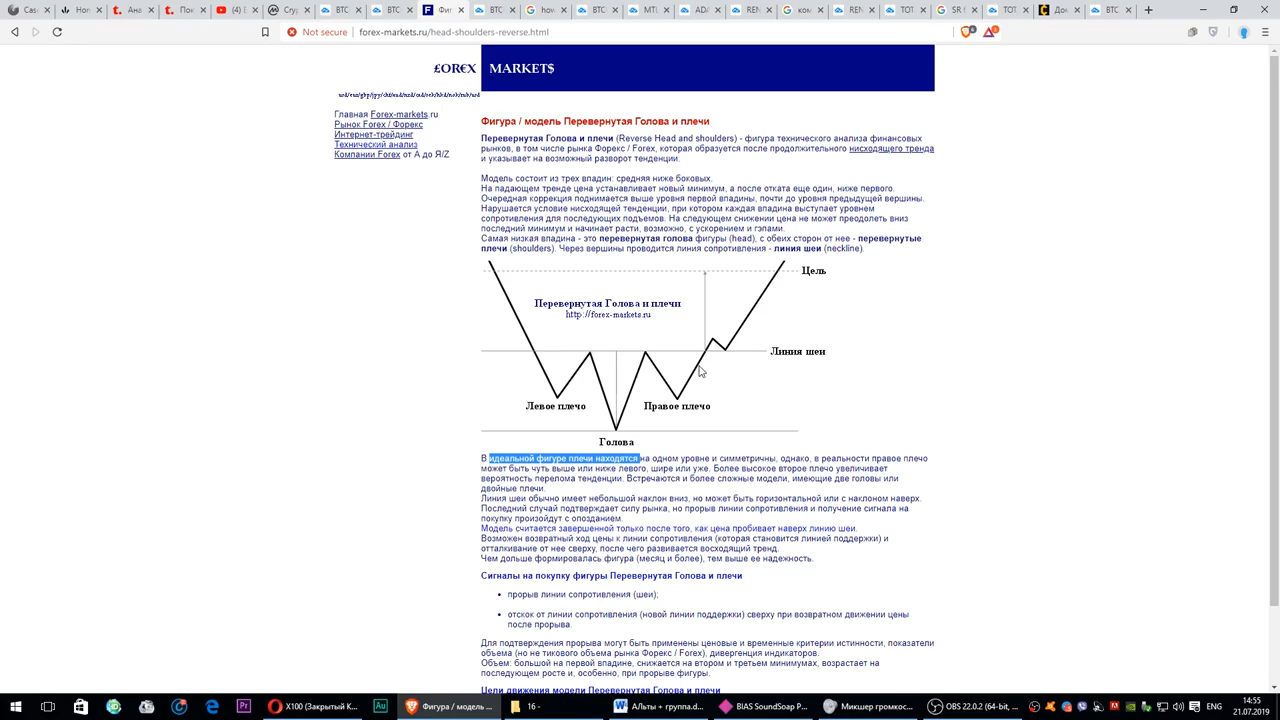 Not secure | forex-markets.ru/head-shoulders-reverse.html
£OR€X MARKET$
Главная Forex-markets.ru
Рынок Forex / Форекс
Интернет-трейдинг
Технический анализ
Компании Forex от А до Я/Z
Фигура / модель Перевернутая Голова и плечи
Перевернутая Голова и плечи (Reverse Head and shoulders) - фигура технического анализа финансовых
рынков, в том числе рынка Форекс / Forex, которая образуется после продолжительного нисходящего тренда
и указывает на возможный разворот тенденции.
Модель состоит из трех впадин: средняя ниже боковых.
На падающем тренде цена устанавливает новый минимум, а после отката еще один, ниже первого.
Очередная коррекция поднимается выше уровня первой впадины, почти до уровня предыдущей вершины.
Нарушается условие нисходящей тенденции, при котором каждая впадина выступает уровнем
сопротивления для последующих подъемов. На следующем снижении цена не может преодолеть вниз
последний минимум и начинает расти, возможно, с ускорением и гэпами.
Самая низкая впадина - это перевернутая голова фигуры (head), с обеих сторон от нее - перевернутые
плечи (shoulders). Через вершины проводится линия сопротивления - линия шеи (neckline).
Цель
Перевернутая Голова и плечи
http://forex-markets.ru
Линия шеи
Левое плечо
Правое плечо
Голова
В идеальной фигуре плечи находятся на одном уровне и симметричны, однако, в реальности правое плечо
может быть чуть выше или ниже левого, шире или уже. Более высокое второе плечо увеличивает
вероятность перелома тенденции. Встречаются и более сложные модели, имеющие две головы или
двойные плечи.
Линия шеи обычно имеет небольшой наклон вниз, но может быть горизонтальной или с наклоном наверх.
Последний случай подтверждает силу рынка, но прорыв линии сопротивления и получение сигнала на
покупку произойдут с опозданием.
Модель считается завершенной только после того, как цена пробивает наверх линию шеи.
Возможен возвратный ход цены к линии сопротивления (которая становится линией поддержки) и
отталкивание от нее сверху, после чего развивается восходящий тренд.
Чем дольше формировалась фигура (месяц и более), тем выше ее надежность.
Сигналы на покупку фигуры Перевернутая Голова и плечи
прорыв линии сопротивления (шеи);
отскок от линии сопротивления (новой линии поддержки) сверху при возвратном движении цены
после прорыва.
Для подтверждения прорыва могут быть применены ценовые и временные критерии истинности, показатели
объема (но не тикового объема рынка Форекс / Forex), дивергенция индикаторов.
Объем: большой на первой впадине, снижается на втором и третьем минимумах, возрастает на
последующем росте и, особенно, при прорыве фигуры.
Цели движения модели Перевернутая Голова и плечи
X100 (Закрытый К... Фигура / модель ... 16 - АЛьты + группа.d... BIAS SoundSoap P... Микшер громкос... OBS 22.0.2 (64-bit, ... ENG 14:55
21.07.2019